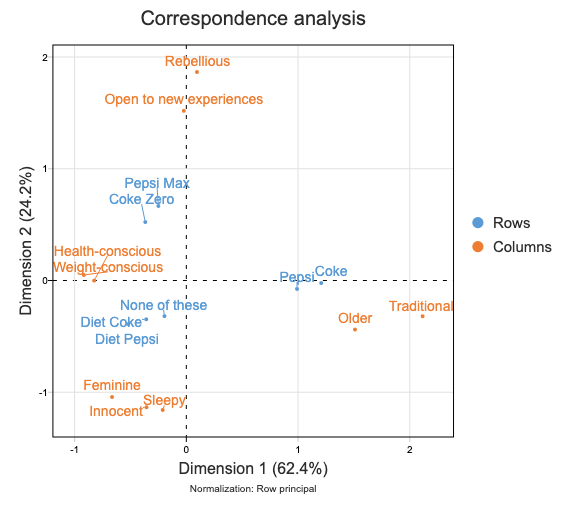 Correspondence analysis
2
Rebellious
Open to new experiences
1
Pepsi Max
Coke Zero
Rows
Columns
Health-conscious
Weight-conscious
Pepsi
Coke
0
None of these
Diet Coke
Diet Pepsi
Older
Traditional
-1
Feminine
Sleepy
Innocent
-1
0
1
2
Dimension 2 (24.2%)
Dimension 1 (62.4%)
Normalization: Row principal